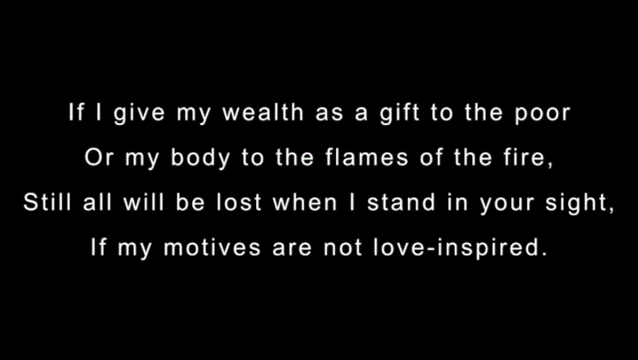 If I give my wealth as a gift to the poor
Or my body to the flames of the fire,
Still all will be lost when I stand in your sight,
If my motives are not love-inspired.